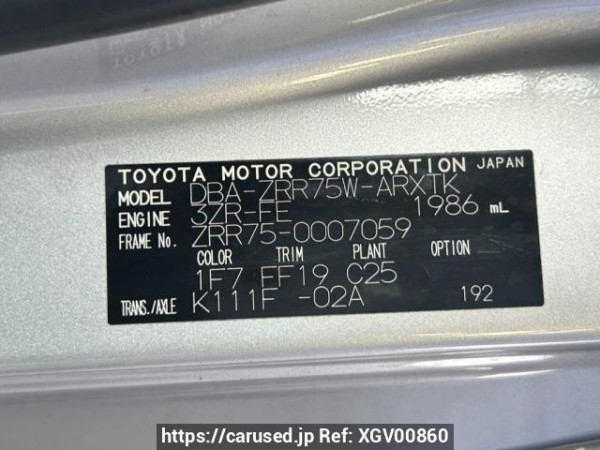 TOYOTA MOTOR CORPORATION JAPAN
MODEL DBA-ZRR75W-ARXTK
ENGINE 3ZR-FE 1986 mL
FRAME No. ZRR75-0007059
COLOR TRIM PLANT OPTION
1F7 EF19 C25
TRANS./AXLE K111F -02A 192
https://carused.jp Ref: XGV00860